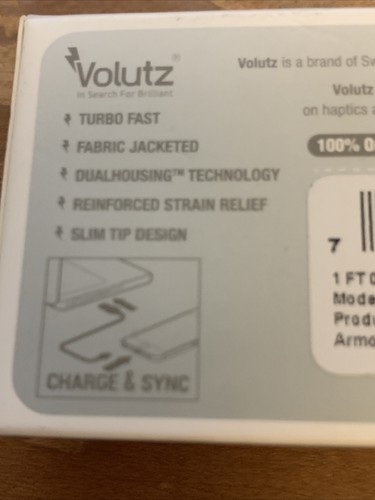 Volutz®
In Search For Brilliant
TURBO FAST
FABRIC JACKETED
DUALHOUSING™ TECHNOLOGY
REINFORCED STRAIN RELIEF
SLIM TIP DESIGN
CHARGE & SYNC
Volutz is a brand of Sw
Volutz
on haptics a
100% O
7
1 FT
Mode
Produ
Armo